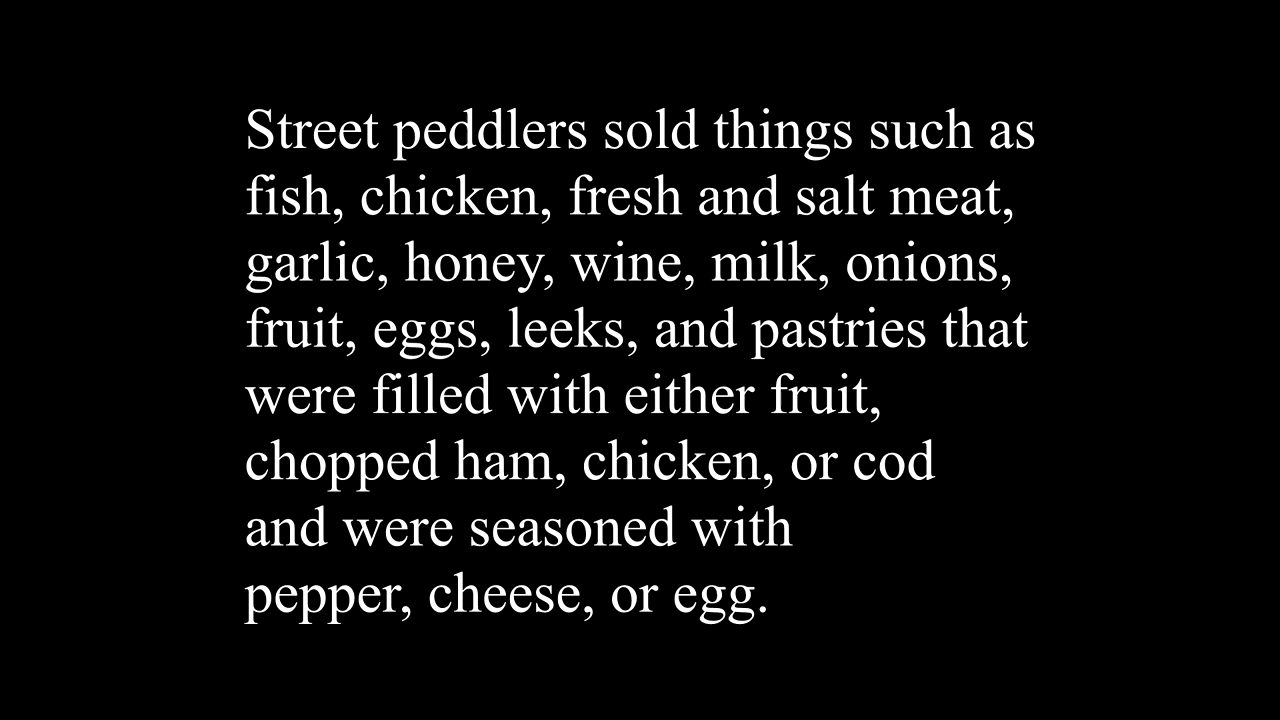 Street peddlers sold things such as
fish, chicken, fresh and salt meat,
garlic, honey, wine, milk, onions,
fruit, eggs, leeks, and pastries that
were filled with either fruit,
chopped ham, chicken, or cod
and were seasoned with
pepper, cheese, or egg.